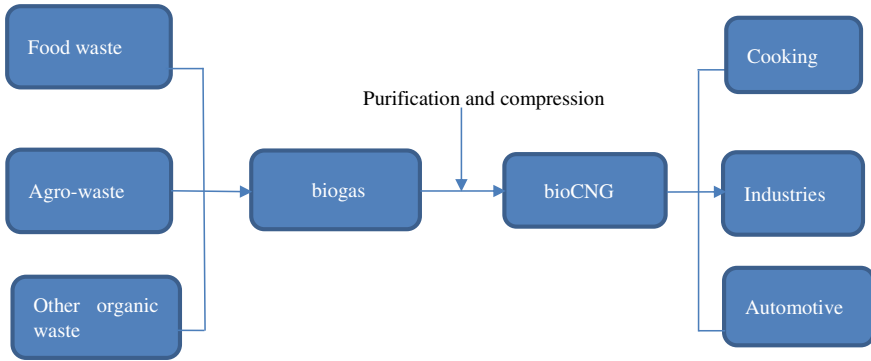 Food waste
Cooking
Purification and compression
Agro-waste
biogas
bioCNG
Industries
Other organic
waste
Automotive